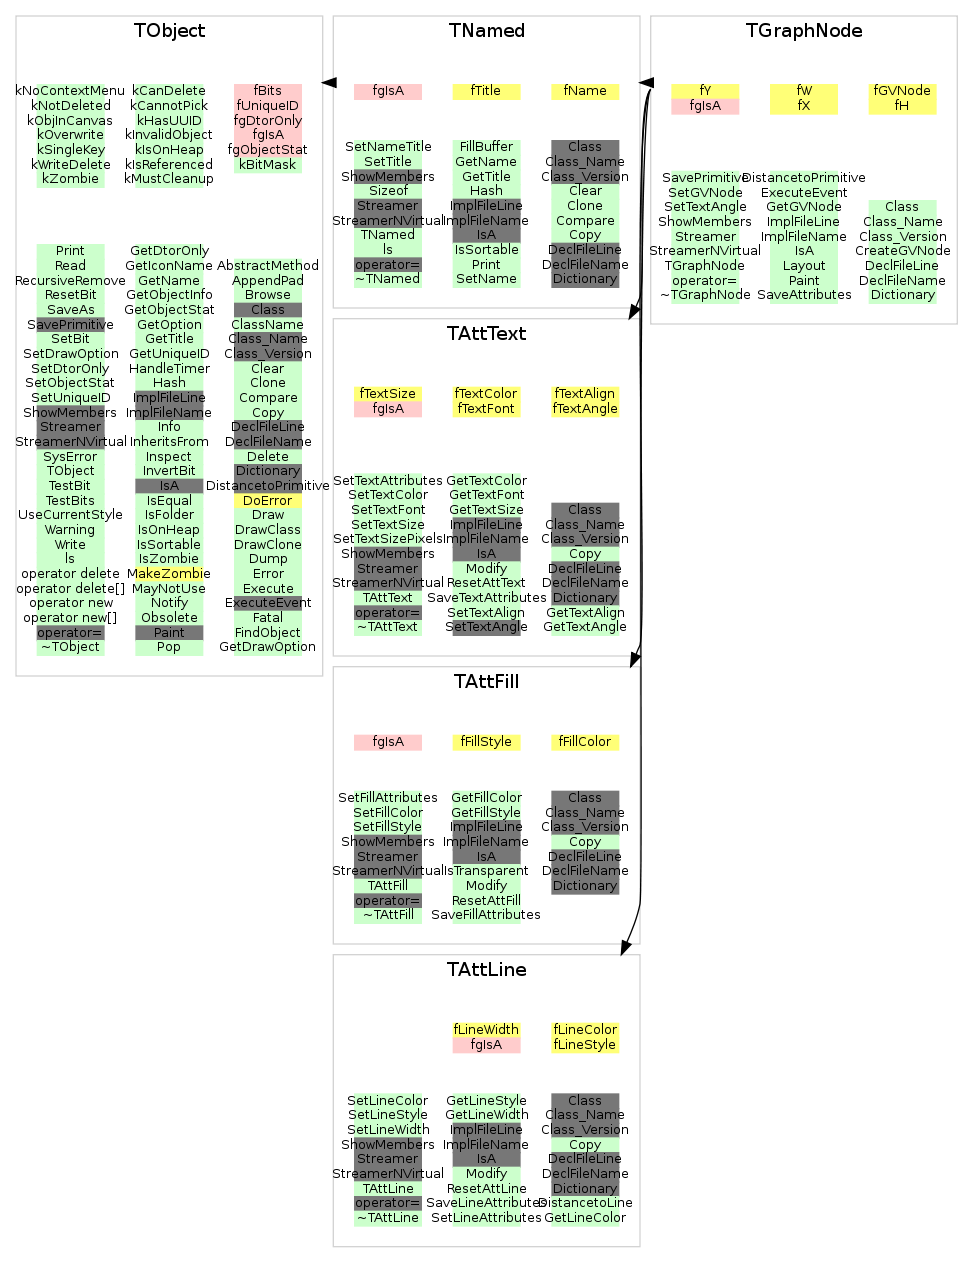 TObject
kNoContextMenu kCanDelete fBits
kNotDeleted kCannotPick fUniqueID
kObjInCanvas kHasUUID fgDtorOnly
kOverwrite kInvalidObject fgIsA
kSingleKey kIsOnHeap fgObjectStat
kWriteDelete kIsReferenced kBitMask
kZombie kMustCleanup
Print GetDtorOnly
Read GetIconName AbstractMethod
RecursiveRemove GetName AppendPad
ResetBit GetObjectInfo Browse
SaveAs GetObjectStat Class
SavePrimitive GetOption ClassName
SetBit GetTitle Class_Name
SetDrawOption GetUniqueID Class_Version
SetDtorOnly HandleTimer Clear
SetObjectStat Hash Clone
SetUniqueID ImplFileLine Compare
ShowMembers ImplFileName Copy
Streamer Info DeclFileLine
StreamerNVirtual InheritsFrom DeclFileName
SysError Inspect Delete
TObject InvertBit Dictionary
TestBit IsA DistancetoPrimitive
TestBits IsEqual DoError
UseCurrentStyle IsFolder Draw
Warning IsOnHeap DrawClass
Write IsSortable DrawClone
ls IsZombie Dump
operator delete MakeZombie Error
operator delete[] MayNotUse Execute
operator new Notify ExecuteEvent
operator new[] Obsolete Fatal
operator= Paint FindObject
~TObject Pop GetDrawOption
TNamed
fgIsA fTitle fName
SetNameTitle FillBuffer Class
SetTitle GetName Class_Name
ShowMembers GetTitle Class_Version
Sizeof Hash Clear
Streamer ImplFileLine Clone
StreamerNVirtual ImplFileName Compare
TNamed IsA Copy
ls IsSortable DeclFileLine
operator= Print DeclFileName
~TNamed SetName Dictionary
TGraphNode
fY fW fGVNode
fgIsA fX fH
SavePrimitive DistancetoPrimitive
SetGVNode ExecuteEvent
SetTextAngle GetGVNode Class
ShowMembers ImplFileLine Class_Name
Streamer ImplFileName Class_Version
StreamerNVirtual IsA CreateGVNode
TGraphNode Layout DeclFileLine
operator= Paint DeclFileName
~TGraphNode SaveAttributes Dictionary
TAttText
fTextSize fTextColor fTextAlign
fgIsA fTextFont fTextAngle
SetTextAttributes GetTextColor
SetTextColor GetTextFont
SetTextFont GetTextSize Class
SetTextSize ImplFileLine Class_Name
SetTextSizePixels ImplFileName Class_Version
ShowMembers IsA Copy
Streamer Modify DeclFileLine
StreamerNVirtual ResetAttText DeclFileName
TAttText SaveTextAttributes Dictionary
operator= SetTextAlign GetTextAlign
~TAttText SetTextAngle GetTextAngle
TAttFill
fgIsA fFillStyle fFillColor
SetFillAttributes GetFillColor Class
SetFillColor GetFillStyle Class_Name
SetFillStyle ImplFileLine Class_Version
ShowMembers ImplFileName Copy
Streamer IsA DeclFileLine
StreamerNVirtual IsTransparent DeclFileName
TAttFill Modify Dictionary
operator= ResetAttFill
~TAttFill SaveFillAttributes
TAttLine
fLineWidth fLineColor
fgIsA fLineStyle
SetLineColor GetLineStyle Class
SetLineStyle GetLineWidth Class_Name
SetLineWidth ImplFileLine Class_Version
ShowMembers ImplFileName Copy
Streamer IsA DeclFileLine
StreamerNVirtual Modify DeclFileName
TAttLine ResetAttLine Dictionary
operator= SaveLineAttributes DistancetoLine
~TAttLine SetLineAttributes GetLineColor